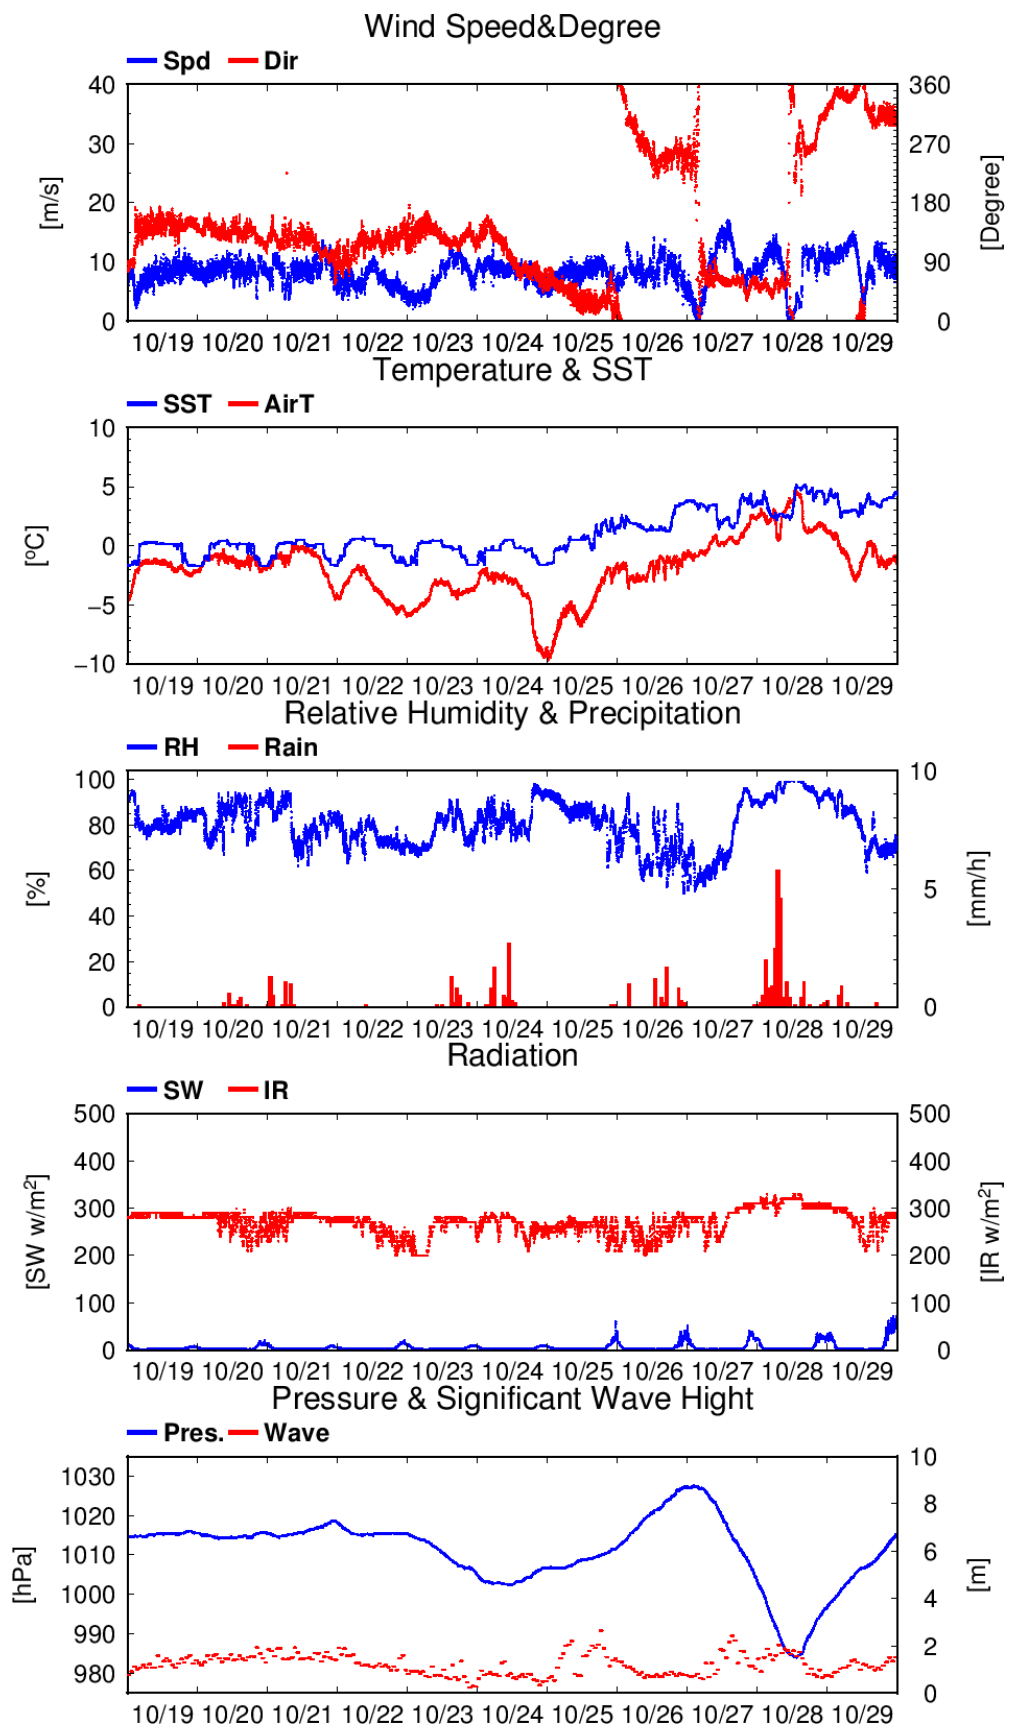 Wind Speed&Degree
Spd Dir
40 360
30 270
20 180
10 90
0 0
[m/s] [Degree]
10/19 10/20 10/21 10/22 10/23 10/24 10/25 10/26 10/27 10/28 10/29
Temperature & SST
SST AirT
10
5
0
−5
−10
[ºC]
10/19 10/20 10/21 10/22 10/23 10/24 10/25 10/26 10/27 10/28 10/29
Relative Humidity & Precipitation
RH Rain
100 10
80
60
40 5
20
0 0
[%] [mm/h]
10/19 10/20 10/21 10/22 10/23 10/24 10/25 10/26 10/27 10/28 10/29
Radiation
SW IR
500 500
400 400
300 300
200 200
100 100
0 0
[SW w/m²] [IR w/m²]
10/19 10/20 10/21 10/22 10/23 10/24 10/25 10/26 10/27 10/28 10/29
Pressure & Significant Wave Hight
Pres. Wave
1030 10
1020 8
1010 6
1000 4
990 2
980 0
[hPa] [m]
10/19 10/20 10/21 10/22 10/23 10/24 10/25 10/26 10/27 10/28 10/29